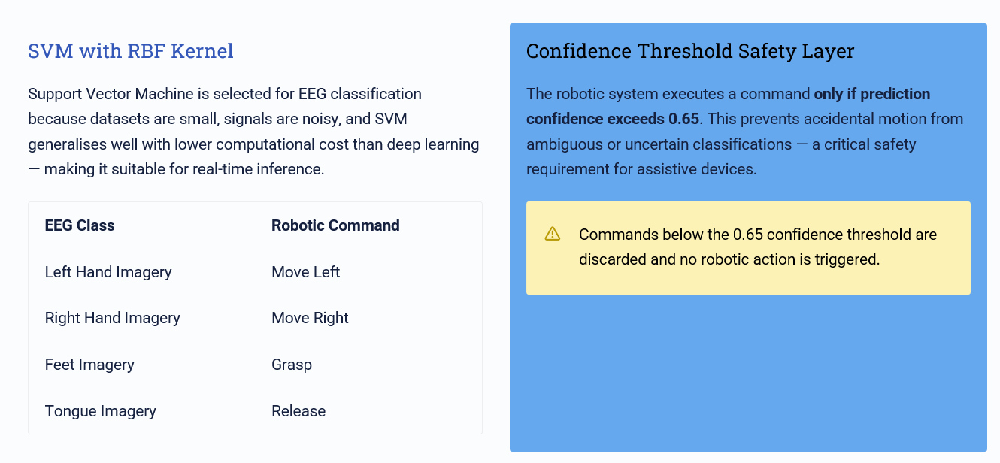 SVM with RBF Kernel
Support Vector Machine is selected for EEG classification
because datasets are small, signals are noisy, and SVM
generalises well with lower computational cost than deep learning
— making it suitable for real-time inference.
EEG Class Robotic Command
Left Hand Imagery Move Left
Right Hand Imagery Move Right
Feet Imagery Grasp
Tongue Imagery Release
Confidence Threshold Safety Layer
The robotic system executes a command only if prediction
confidence exceeds 0.65. This prevents accidental motion from
ambiguous or uncertain classifications — a critical safety
requirement for assistive devices.
Commands below the 0.65 confidence threshold are
discarded and no robotic action is triggered.